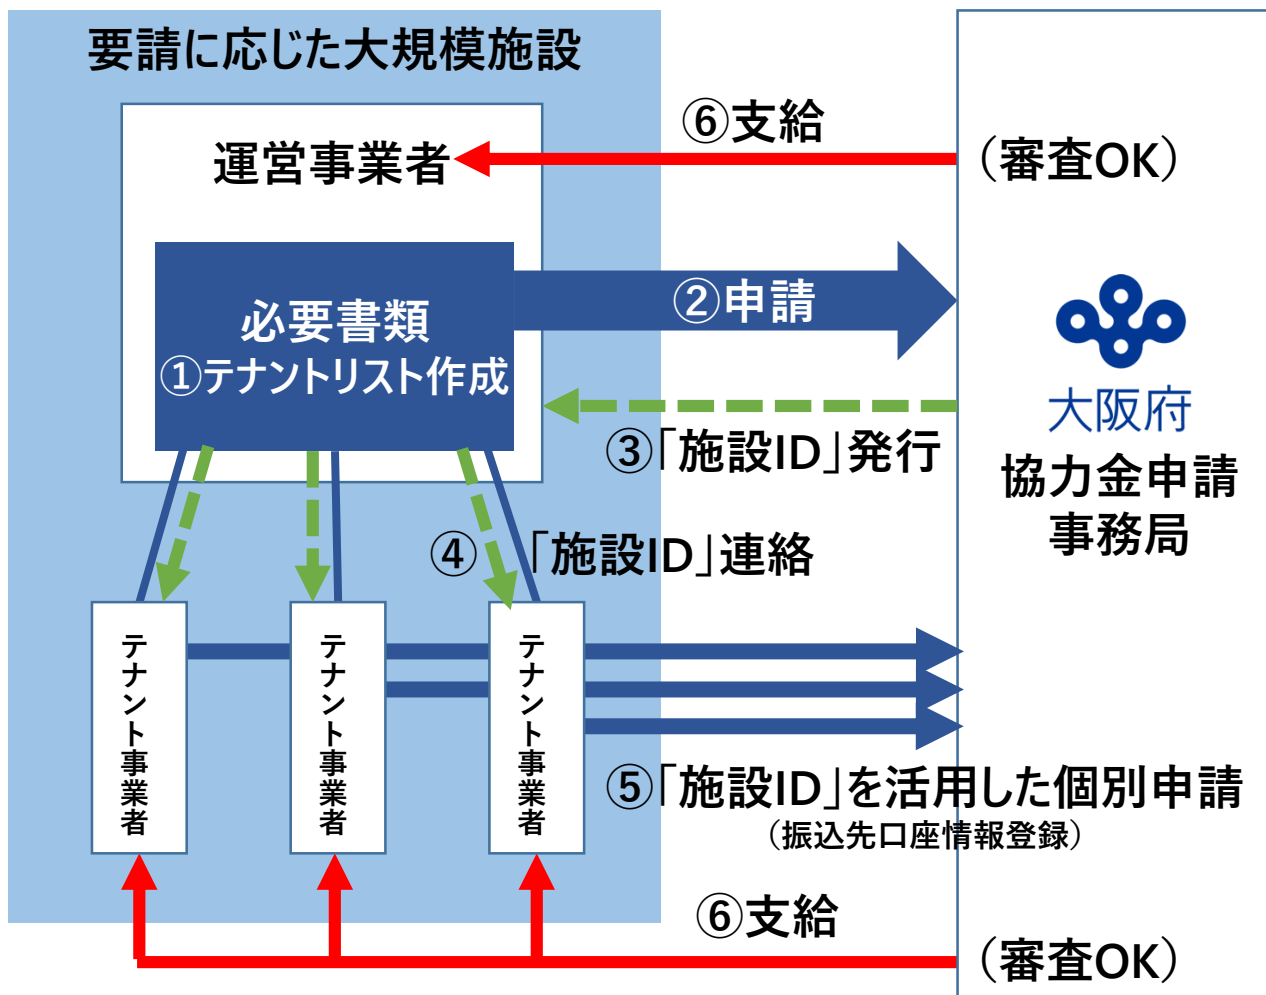 要請に応じた大規模施設
⑥支給
(審査OK)
運営事業者
必要書類
①テナントリスト作成
②申請
大阪府
③「施設ID」発行
協力金申請
事務局
④ 「施設ID」連絡
テナント事業者
テナント事業者
テナント事業者
⑤「施設ID」を活用した個別申請
(振込先口座情報登録)
⑥支給
(審査OK)